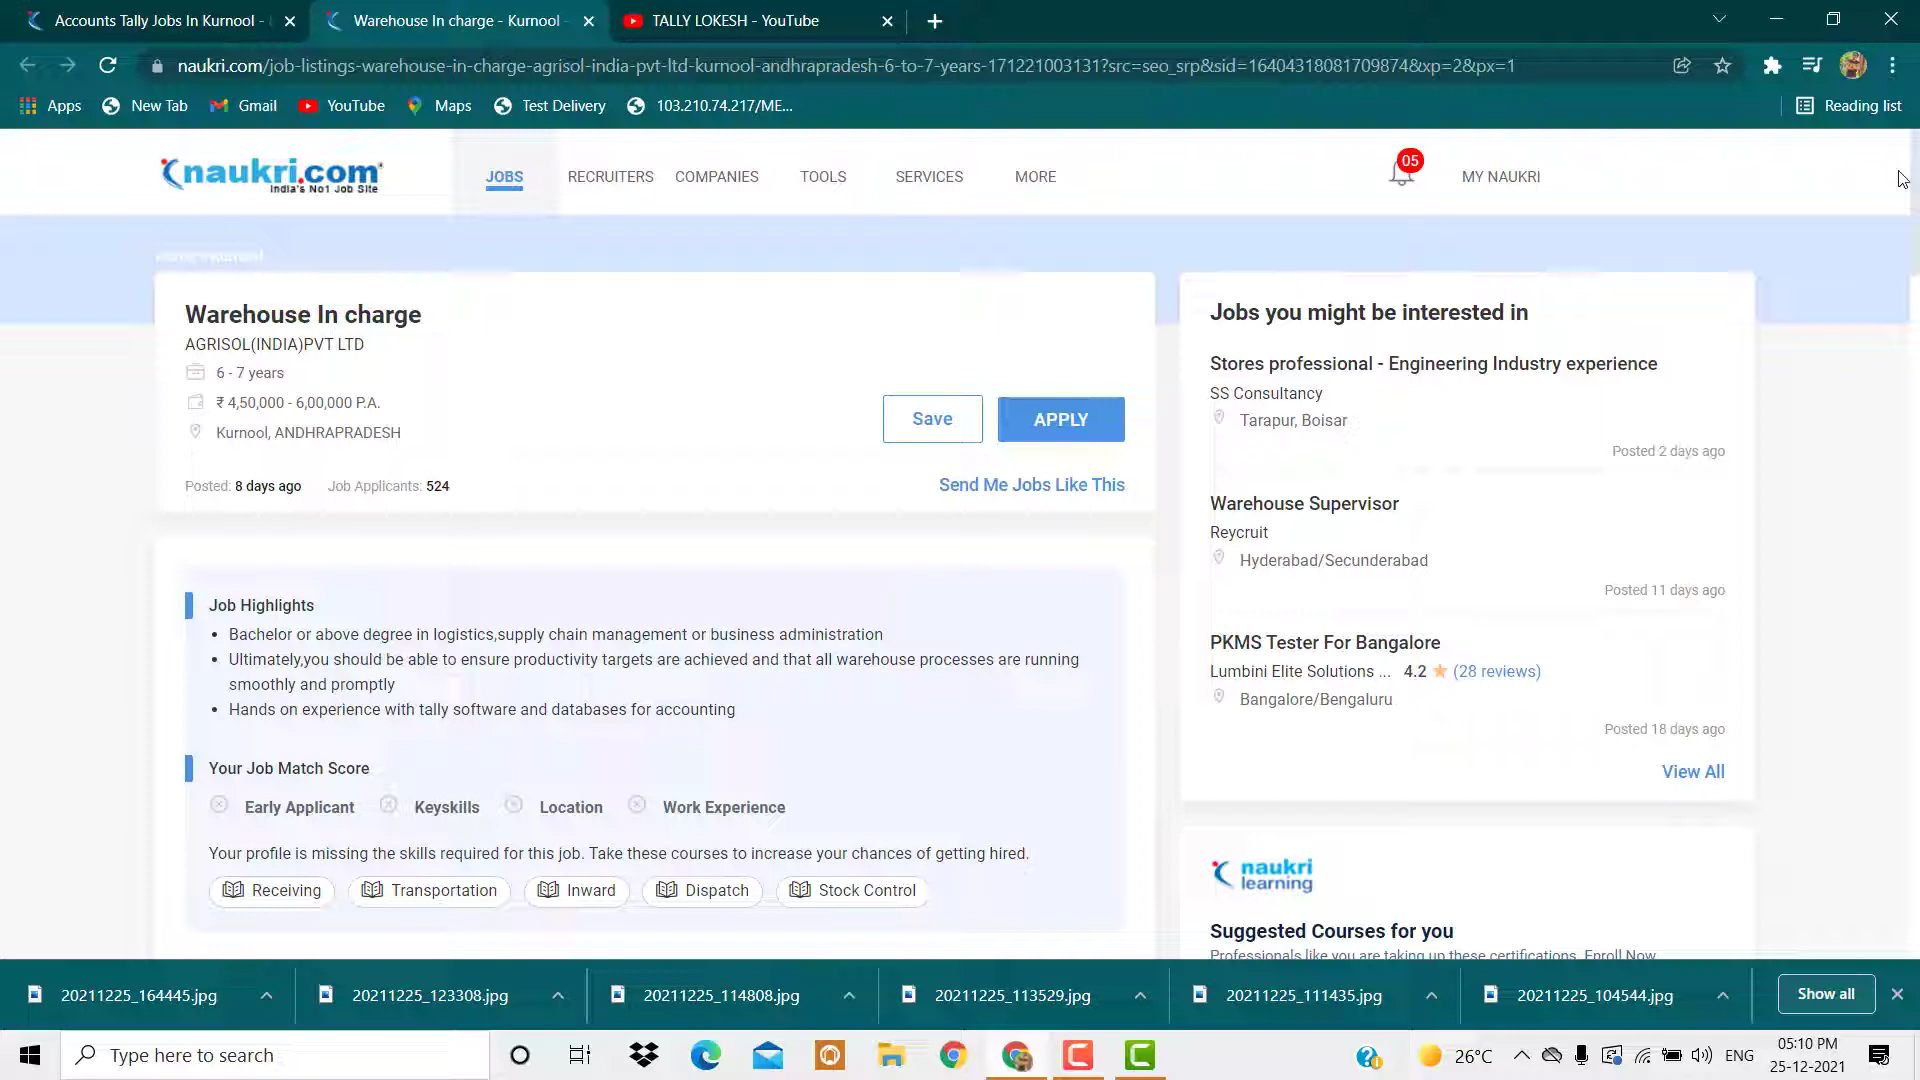 Accounts Tally Jobs In Kurnool -
Warehouse In charge - Kurnool -
TALLY LOKESH - YouTube
naukri.com/job-listings-warehouse-in-charge-agrisol-india-pvt-ltd-kurnool-andhrapradesh-6-to-7-years-171221003131?src=seo_srp&sid=16404318081709874&xp=2&px=1
Apps
New Tab
Gmail
YouTube
Maps
Test Delivery
103.210.74.217/ME...
Reading list
naukri.com
India's No1 Job Site
JOBS
RECRUITERS
COMPANIES
TOOLS
SERVICES
MORE
05
MY NAUKRI
Warehouse In charge
AGRISOL(INDIA)PVT LTD
6 - 7 years
₹ 4,50,000 - 6,00,000 P.A.
Kurnool, ANDHRAPRADESH
Save
APPLY
Posted: 8 days ago
Job Applicants: 524
Send Me Jobs Like This
Job Highlights
• Bachelor or above degree in logistics,supply chain management or business administration
• Ultimately,you should be able to ensure productivity targets are achieved and that all warehouse processes are running
smoothly and promptly
• Hands on experience with tally software and databases for accounting
Your Job Match Score
Early Applicant
Keyskills
Location
Work Experience
Your profile is missing the skills required for this job. Take these courses to increase your chances of getting hired.
Receiving
Transportation
Inward
Dispatch
Stock Control
Jobs you might be interested in
Stores professional - Engineering Industry experience
SS Consultancy
Tarapur, Boisar
Posted 2 days ago
Warehouse Supervisor
Reycruit
Hyderabad/Secunderabad
Posted 11 days ago
PKMS Tester For Bangalore
Lumbini Elite Solutions ... 4.2 (28 reviews)
Bangalore/Bengaluru
Posted 18 days ago
View All
naukri
learning
Suggested Courses for you
Professionals like you are taking up these certifications. Enroll Now
20211225_164445.jpg
20211225_123308.jpg
20211225_114808.jpg
20211225_113529.jpg
20211225_111435.jpg
20211225_104544.jpg
Show all
Type here to search
26°C
ENG
05:10 PM
25-12-2021